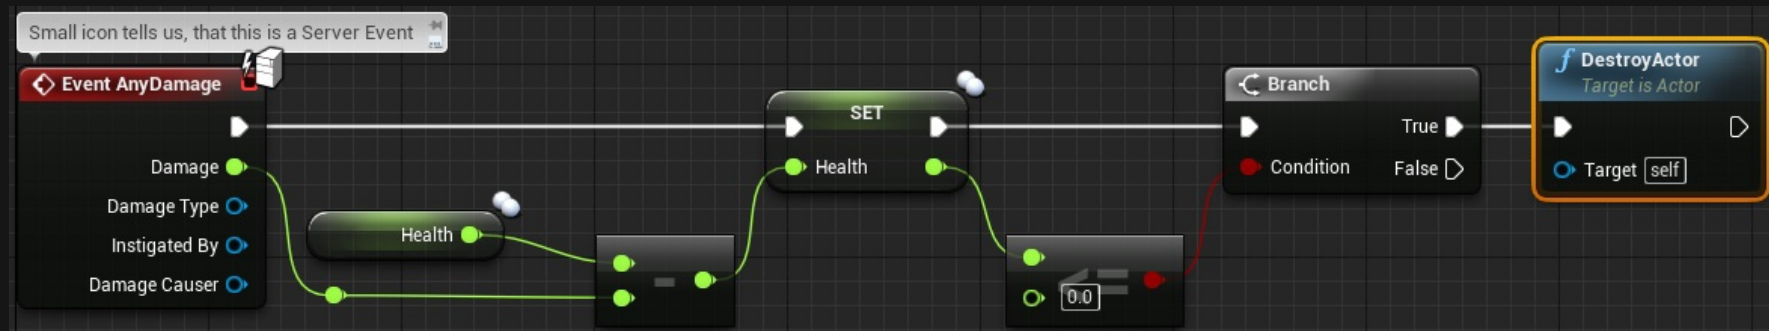 Small icon tells us, that this is a Server Event
Event AnyDamage
Damage
Damage Type
Instigated By
Damage Causer
Health
-
SET
Health
<=
0.0
Branch
True
Condition
False
f DestroyActor
Target is Actor
Target self